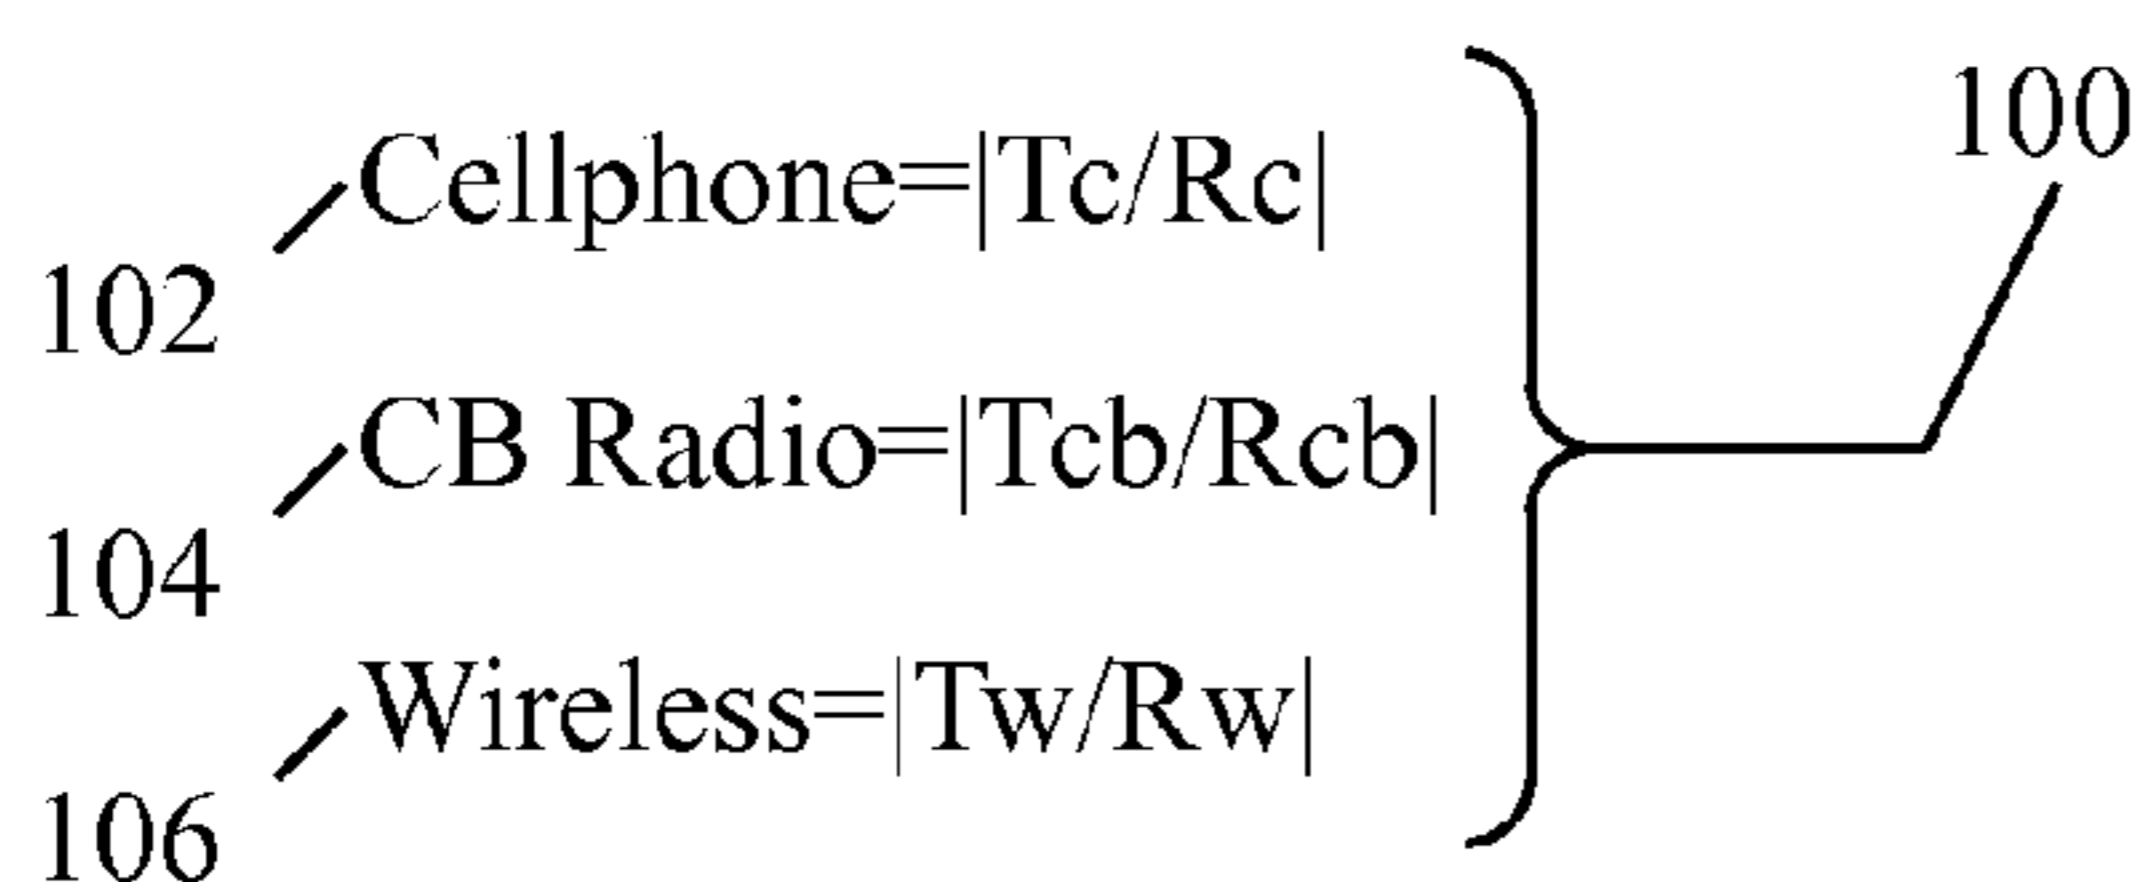 100
Cellphone=|Tc/Rc|
102
CB Radio=|Tcb/Rcb|
104
Wireless=|Tw/Rw|
106